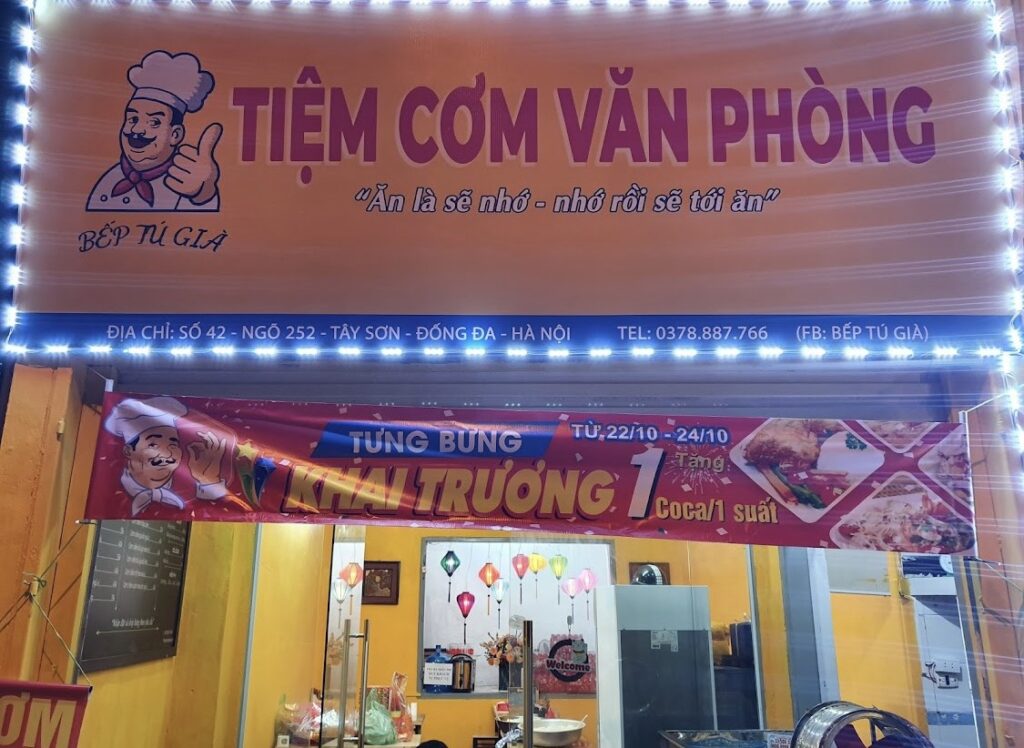 TIỆM CƠM VĂN PHÒNG
"Ăn là sẽ nhớ - nhớ rồi sẽ tới ăn"
BẾP TÚ GIÀ
ĐỊA CHỈ: SỐ 42 - NGÕ 252 - TÂY SƠN - ĐỐNG ĐA - HÀ NỘI TEL: 0378.887.766 (FB: BẾP TÚ GIÀ)
TƯNG BỪNG
TỪ 22/10 - 24/10
KHAI TRƯƠNG
1 Tặng
Coca/1 suất
Welcome
ƠM